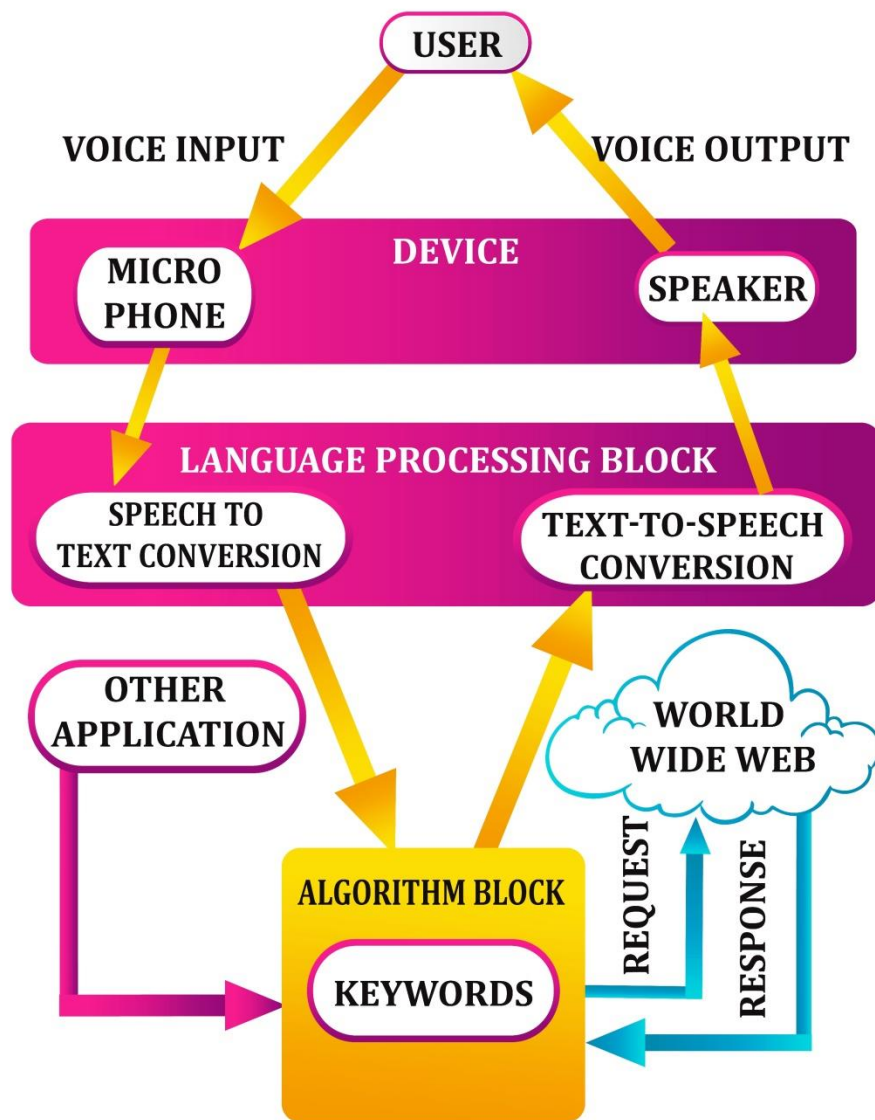 USER
VOICE INPUT
VOICE OUTPUT
DEVICE
MICRO
PHONE
SPEAKER
LANGUAGE PROCESSING BLOCK
SPEECH TO
TEXT CONVERSION
TEXT-TO-SPEECH
CONVERSION
OTHER
APPLICATION
WORLD
WIDE WEB
REQUEST
RESPONSE
ALGORITHM BLOCK
KEYWORDS